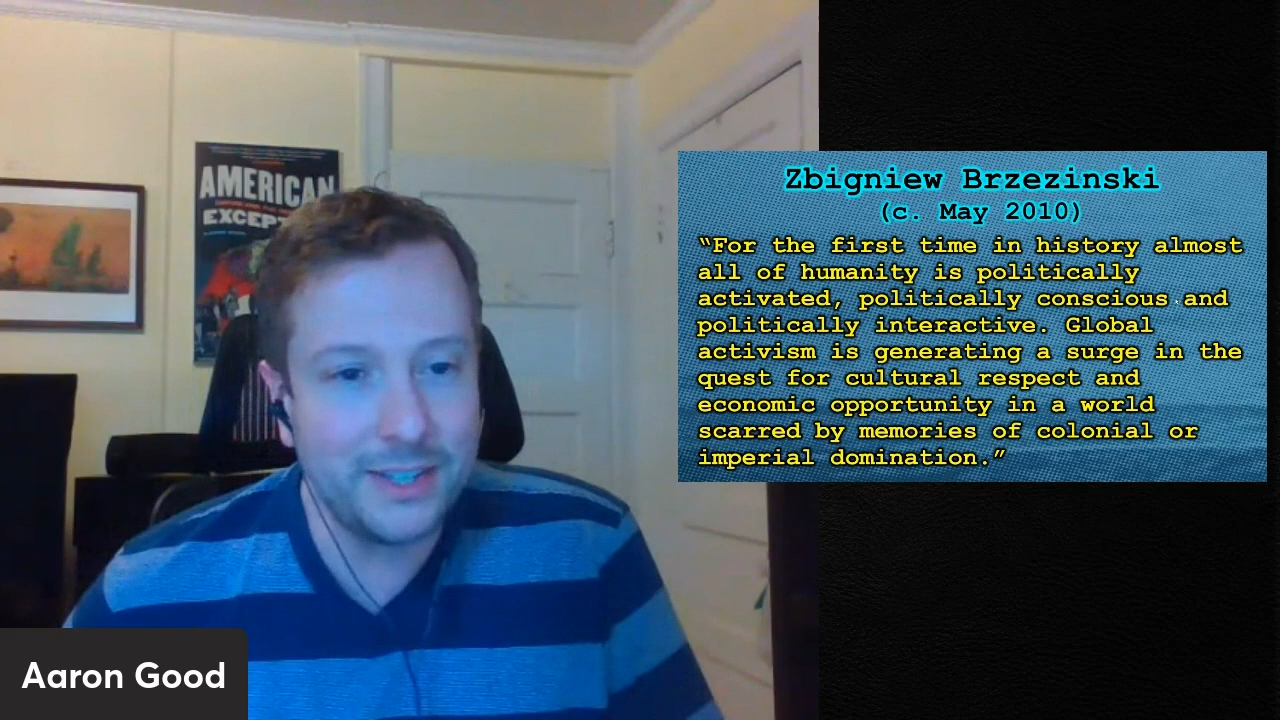 AMERICAN
Zbigniew Brzezinski
(c. May 2010)
“For the first time in history almost
all of humanity is politically
activated, politically conscious and
politically interactive. Global
activism is generating a surge in the
quest for cultural respect and
economic opportunity in a world
scarred by memories of colonial or
imperial domination.”
Aaron Good